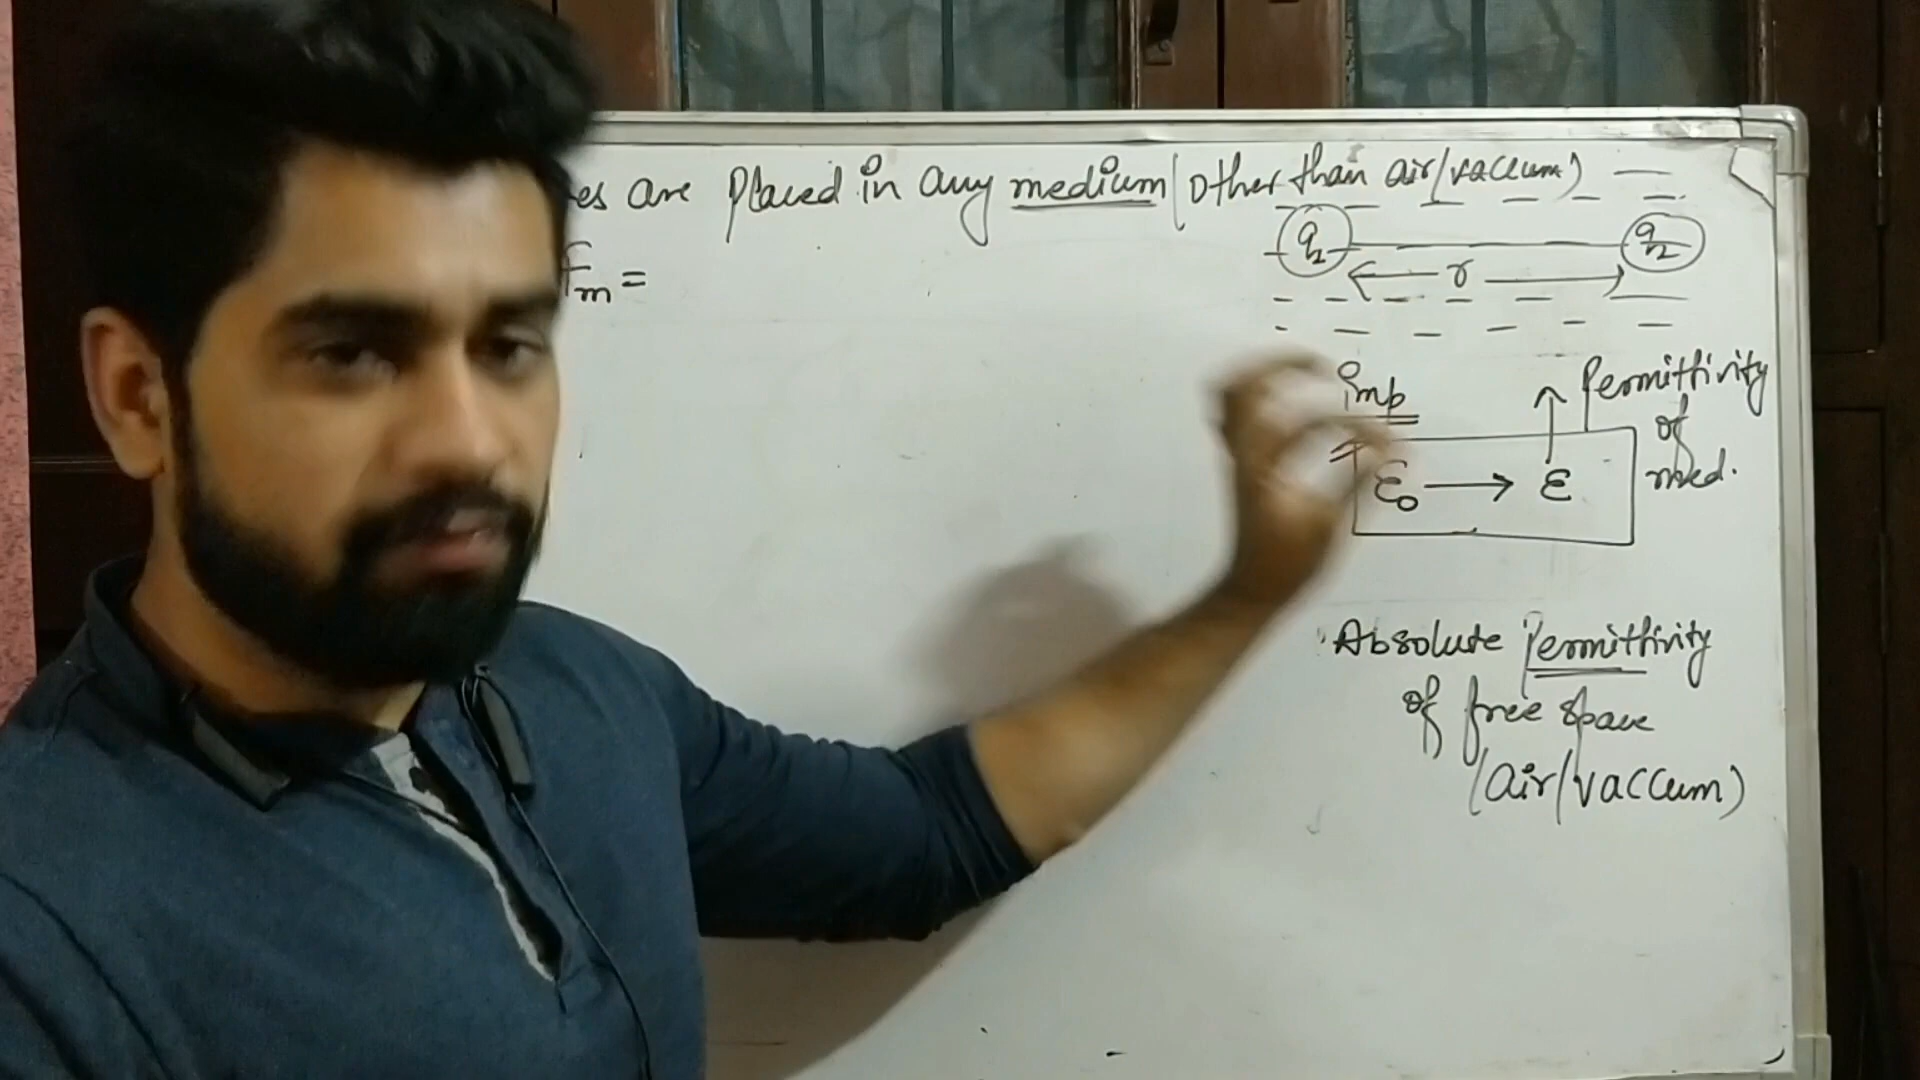 es are placed in any medium (other than air/vaccum)
q₂
q₂
r
Fm =
Imp
Permittivity
of
med.
ε₀ → ε
Absolute Permittivity
of free space
(air/vaccum)